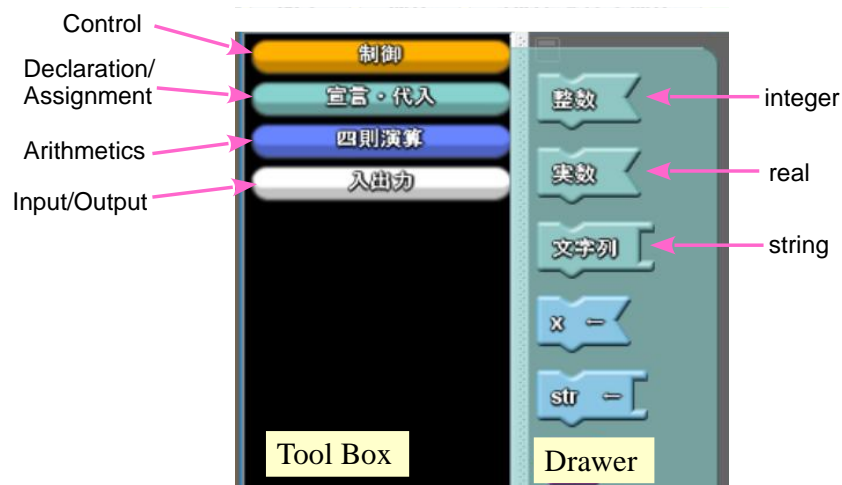 Control
Declaration/
Assignment
Arithmetics
Input/Output
制御
宣言・代入
四則演算
入出力
整数
実数
文字列
x ←
str ←
integer
real
string
Tool Box
Drawer